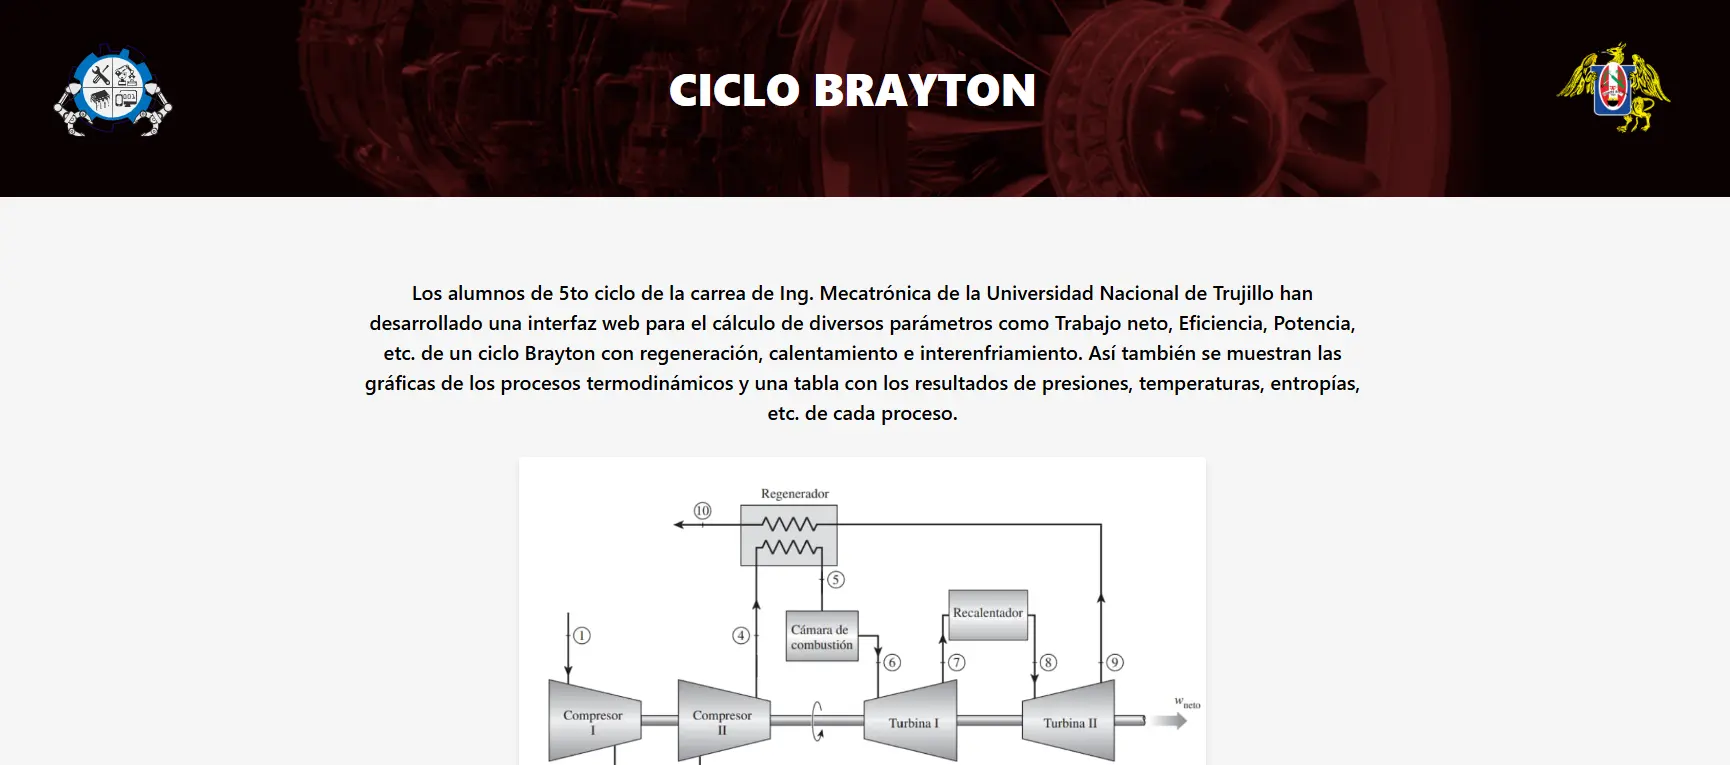 CICLO BRAYTON
Los alumnos de 5to ciclo de la carrea de Ing. Mecatrónica de la Universidad Nacional de Trujillo han
desarrollado una interfaz web para el cálculo de diversos parámetros como Trabajo neto, Eficiencia, Potencia,
etc. de un ciclo Brayton con regeneración, calentamiento e interenfriamiento. Así también se muestran las
gráficas de los procesos termodinámicos y una tabla con los resultados de presiones, temperaturas, entropías,
etc. de cada proceso.
Regenerador
10
5
Recalentador
1
4
Cámara de
combustión
6
7
8
9
Compresor
I
Compresor
II
Turbina I
Turbina II
wneto